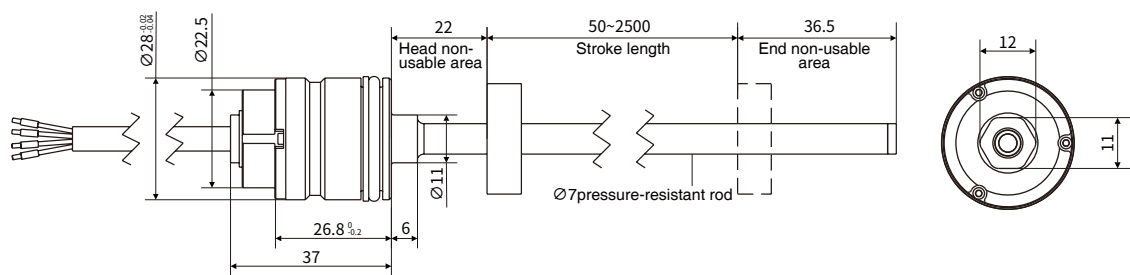 22
50~2500
36.5
Head non-
usable area
Stroke length
End non-usable
area
12
Ø28 -0.02 -0.04
Ø22.5
Ø11
11
Ø7pressure-resistant rod
26.8 0 -0.2
6
37